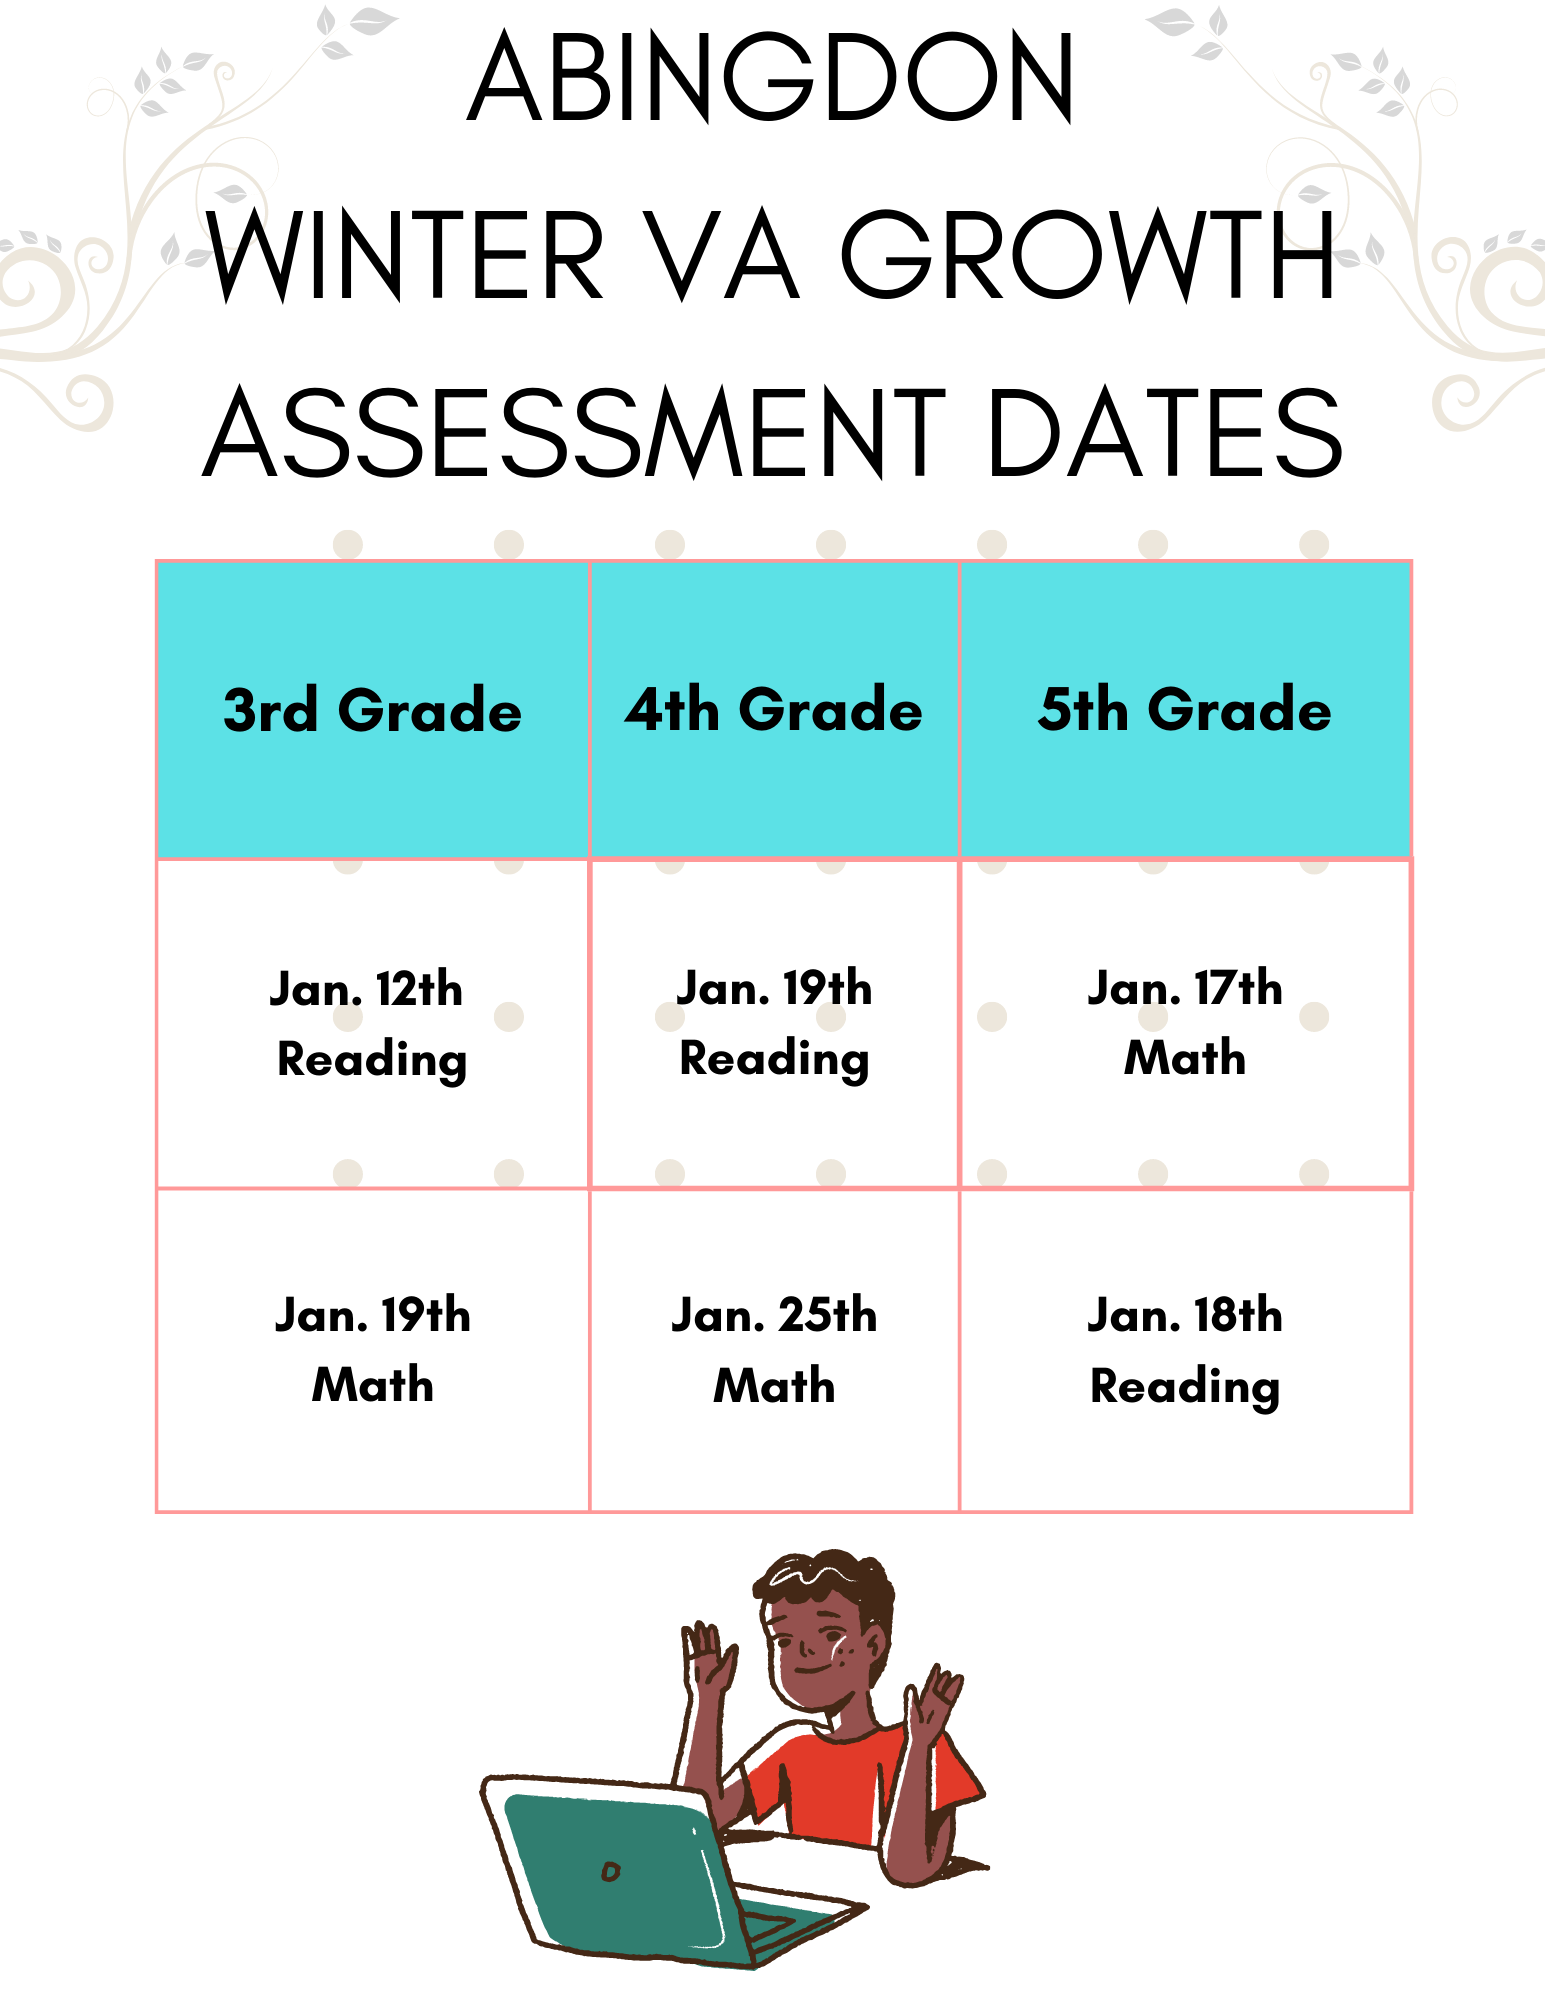 ABINGDON
WINTER VA GROWTH
ASSESSMENT DATES
3rd Grade
4th Grade
5th Grade
Jan. 12th
Reading
Jan. 19th
Reading
Jan. 17th
Math
Jan. 19th
Math
Jan. 25th
Math
Jan. 18th
Reading
D